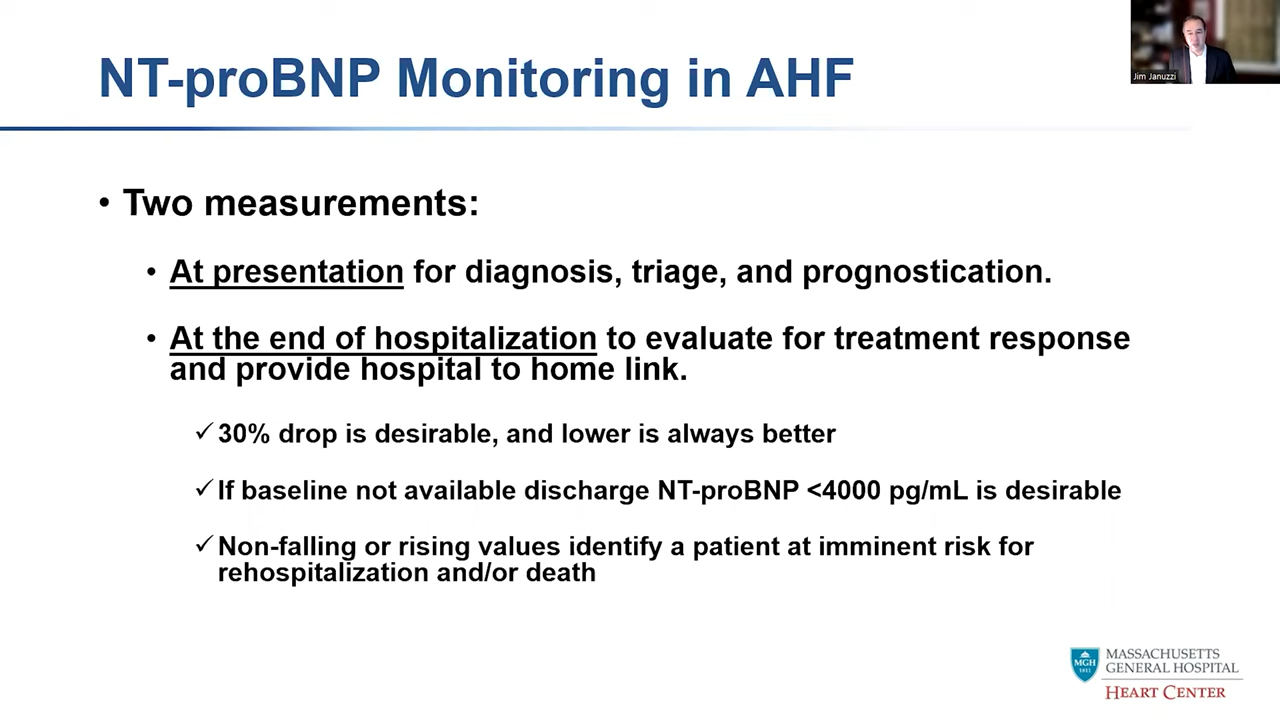 NT-proBNP Monitoring in AHF
Jim Januzzi
• Two measurements:
• At presentation for diagnosis, triage, and prognostication.
• At the end of hospitalization to evaluate for treatment response
and provide hospital to home link.
✓30% drop is desirable, and lower is always better
✓If baseline not available discharge NT-proBNP <4000 pg/mL is desirable
✓Non-falling or rising values identify a patient at imminent risk for
rehospitalization and/or death
MGH
1811
MASSACHUSETTS
GENERAL HOSPITAL
HEART CENTER